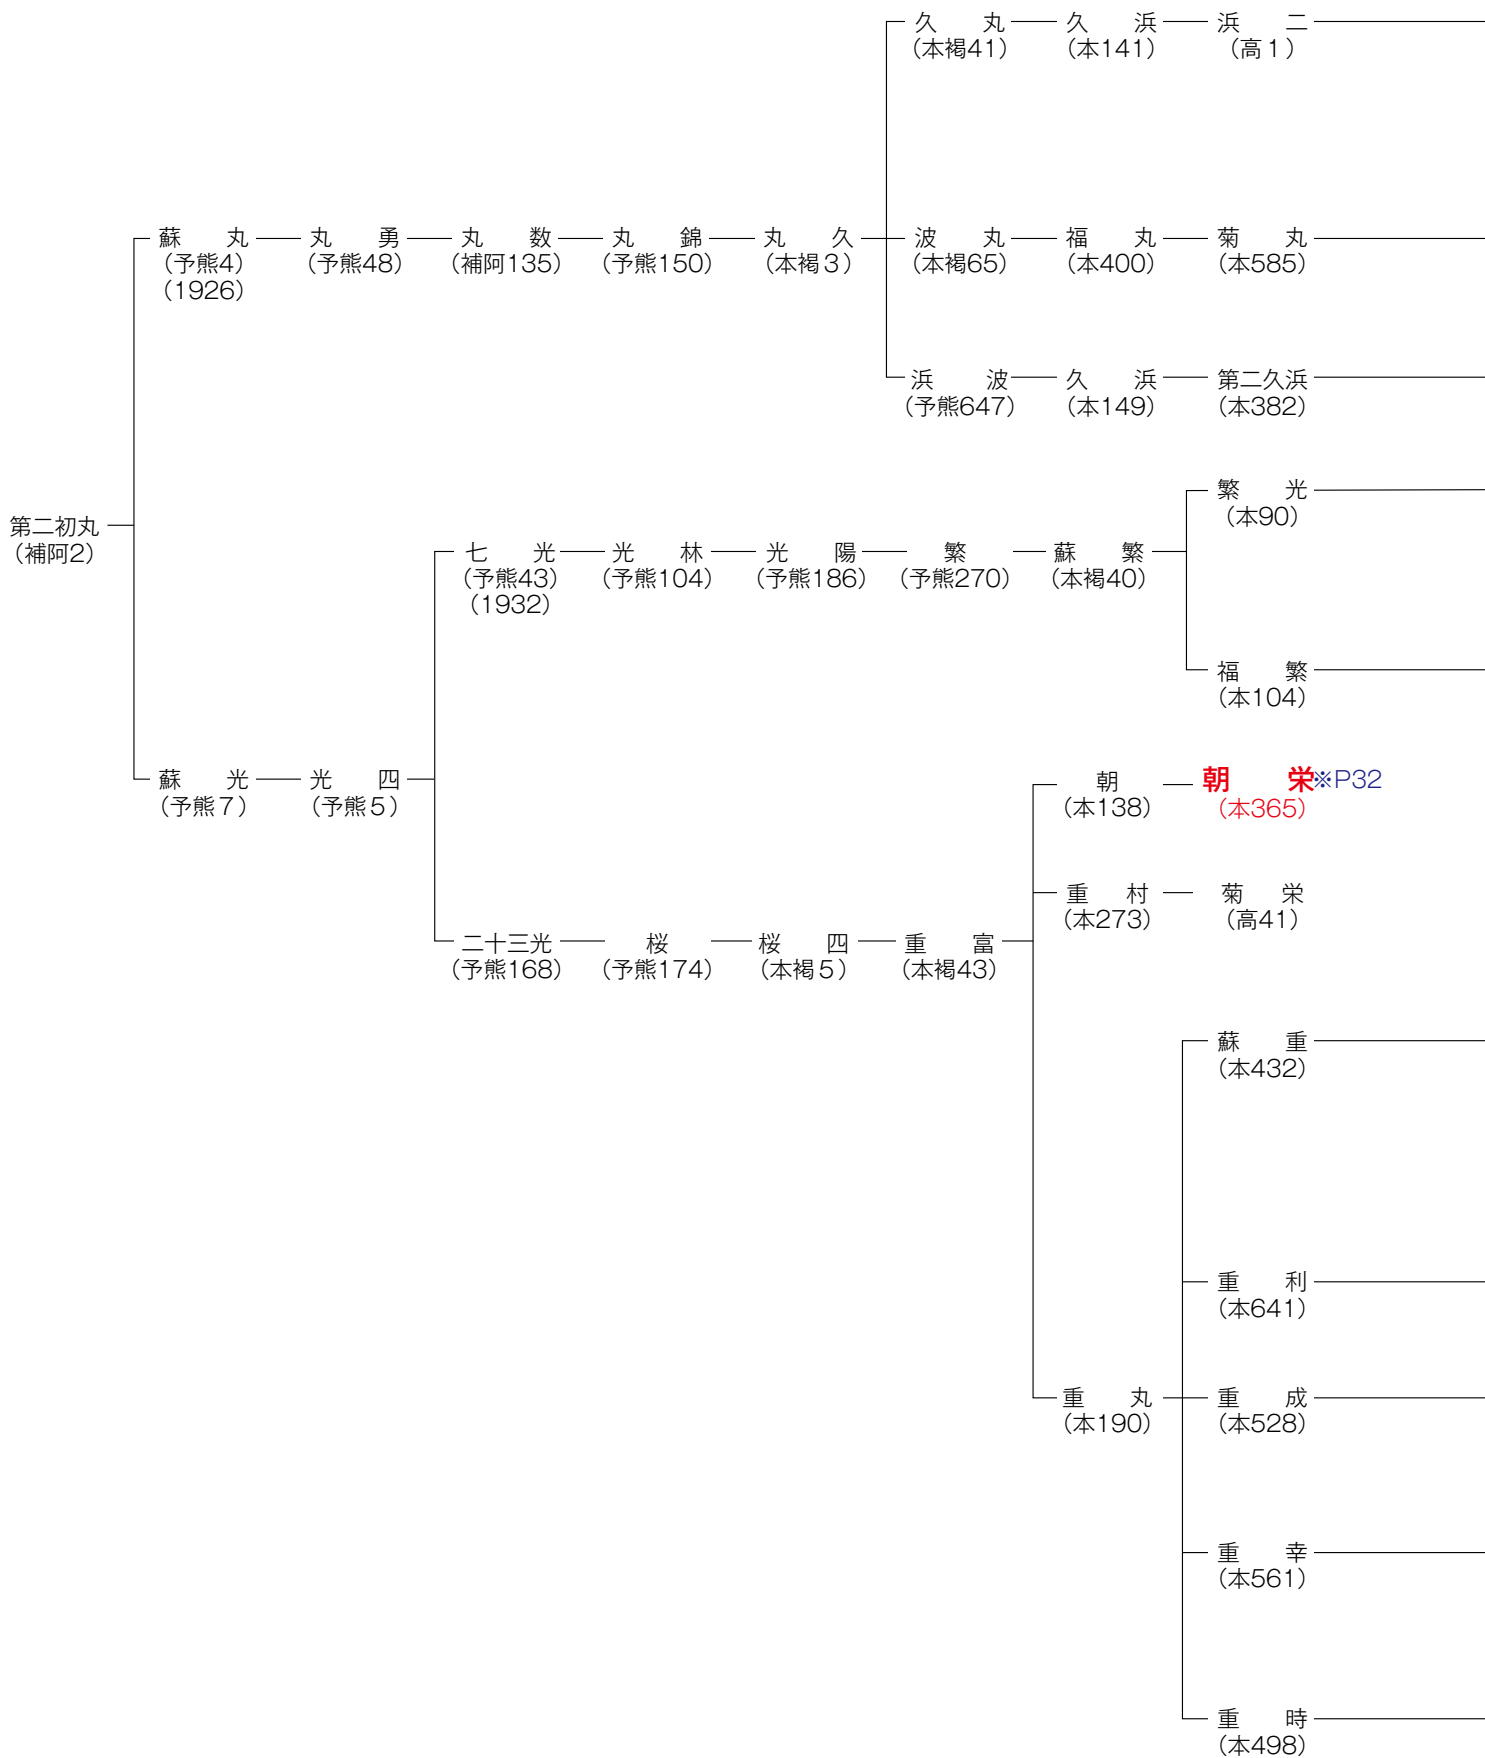 久　丸
（本褐41）
久　浜
（本141）
浜　二
（高１）
蘇　丸
（予熊4）
（1926）
丸　勇
（予熊48）
丸　数
（補阿135）
丸　錦
（予熊150）
丸　久
（本褐３）
波　丸
（本褐65）
福　丸
（本400）
菊　丸
（本585）
浜　波
（予熊647）
久　浜
（本149）
第二久浜
（本382）
第二初丸
（補阿2）
七　光
（予熊43）
（1932）
光　林
（予熊104）
光　陽
（予熊186）
繁
（予熊270）
蘇　繁
（本褐40）
繁　光
（本90）
福　繁
（本104）
蘇　光
（予熊７）
光　四
（予熊５）
朝
（本138）
朝　栄※P32
（本365）
重　村
（本273）
菊　栄
（高41）
二十三光
（予熊168）
桜
（予熊174）
桜　四
（本褐５）
重　富
（本褐43）
蘇　重
（本432）
重　利
（本641）
重　丸
（本190）
重　成
（本528）
重　幸
（本561）
重　時
（本498）